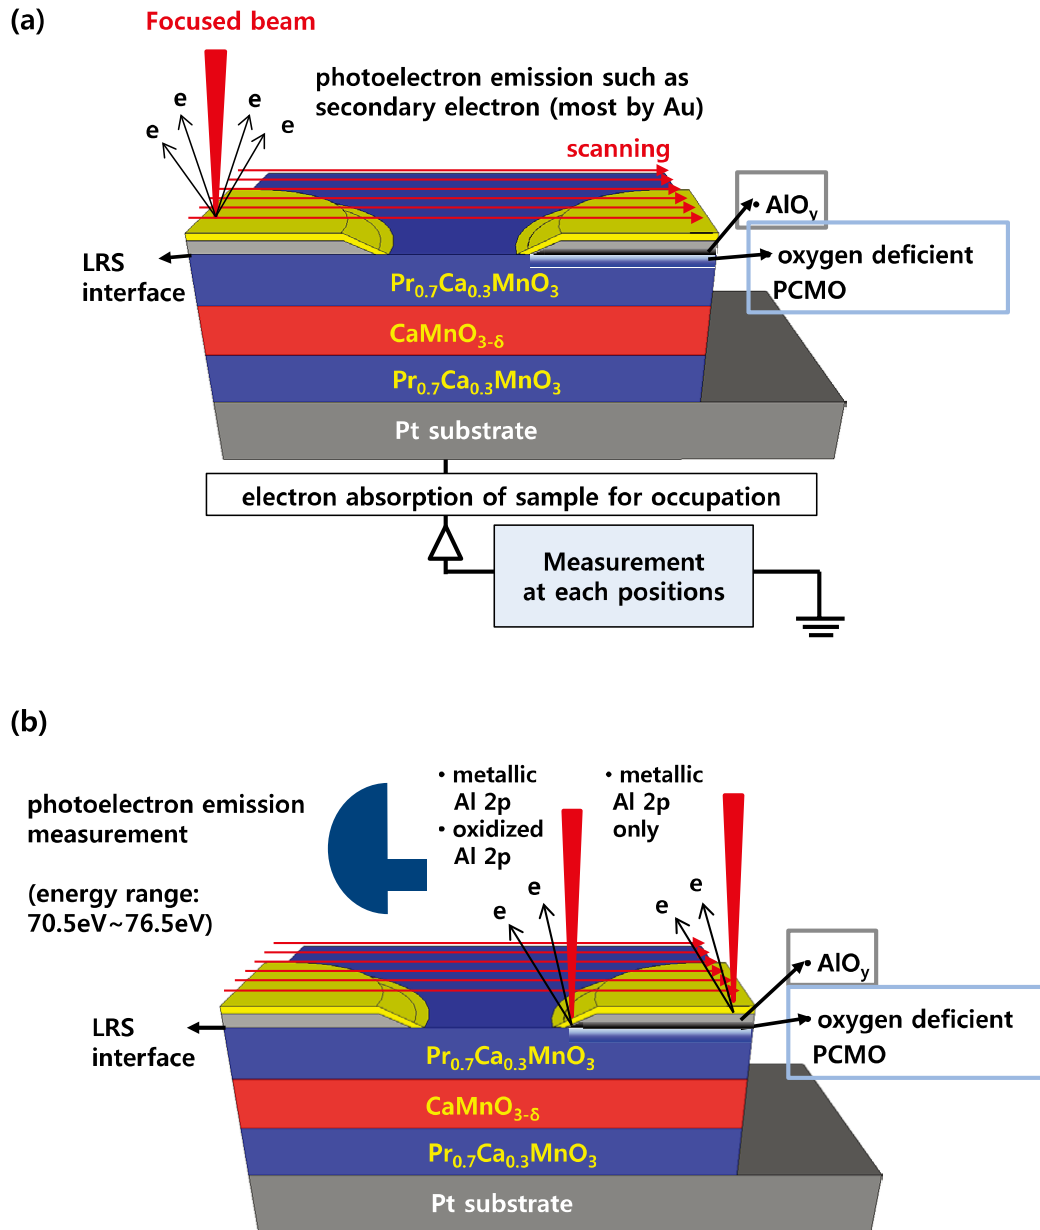 (a)
Focused beam
photoelectron emission such as
secondary electron (most by Au)
e
e
e
e
scanning
• AlOy
LRS
interface
oxygen deficient
PCMO
Pr0.7Ca0.3MnO3
CaMnO3-δ
Pr0.7Ca0.3MnO3
Pt substrate
electron absorption of sample for occupation
Measurement
at each positions
(b)
photoelectron emission
measurement
(energy range:
70.5eV~76.5eV)
• metallic
Al 2p
• oxidized
Al 2p
• metallic
Al 2p
only
e
e
e
e
• AlOy
LRS
interface
oxygen deficient
PCMO
Pr0.7Ca0.3MnO3
CaMnO3-δ
Pr0.7Ca0.3MnO3
Pt substrate